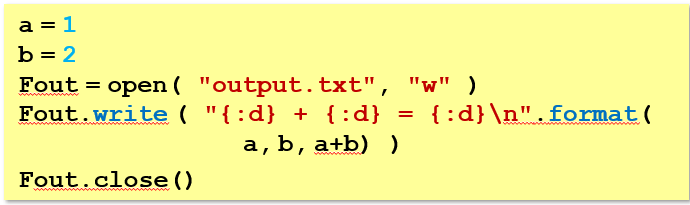 a = 1
b = 2
Fout = open( "output.txt", "w" )
Fout.write ( "{:d} + {:d} = {:d}\n".format(
a, b, a+b) )
Fout.close()